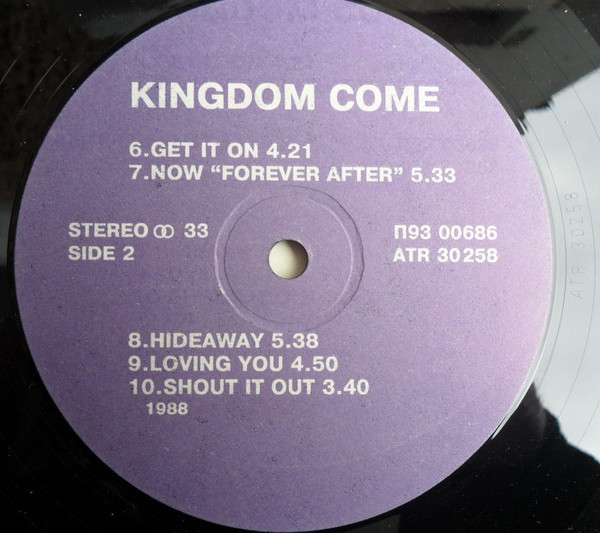 KINGDOM COME
6.GET IT ON 4.21
7.NOW “FOREVER AFTER” 5.33
STEREO 33
SIDE 2
П93 00686
ATR 30258
8.HIDEAWAY 5.38
9.LOVING YOU 4.50
10.SHOUT IT OUT 3.40
1988
ATR 30258